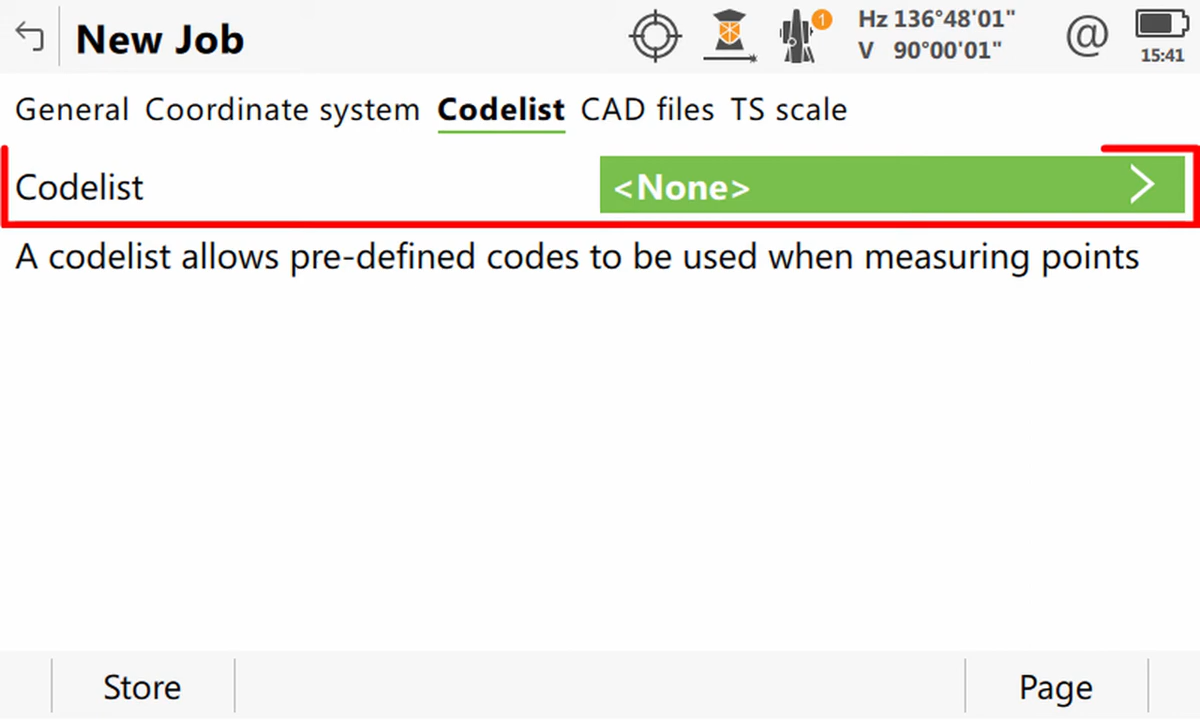 New Job
1
Hz 136°48'01"
V 90°00'01"
@
15:41
General Coordinate system Codelist CAD files TS scale
Codelist <None>
A codelist allows pre-defined codes to be used when measuring points
Store Page